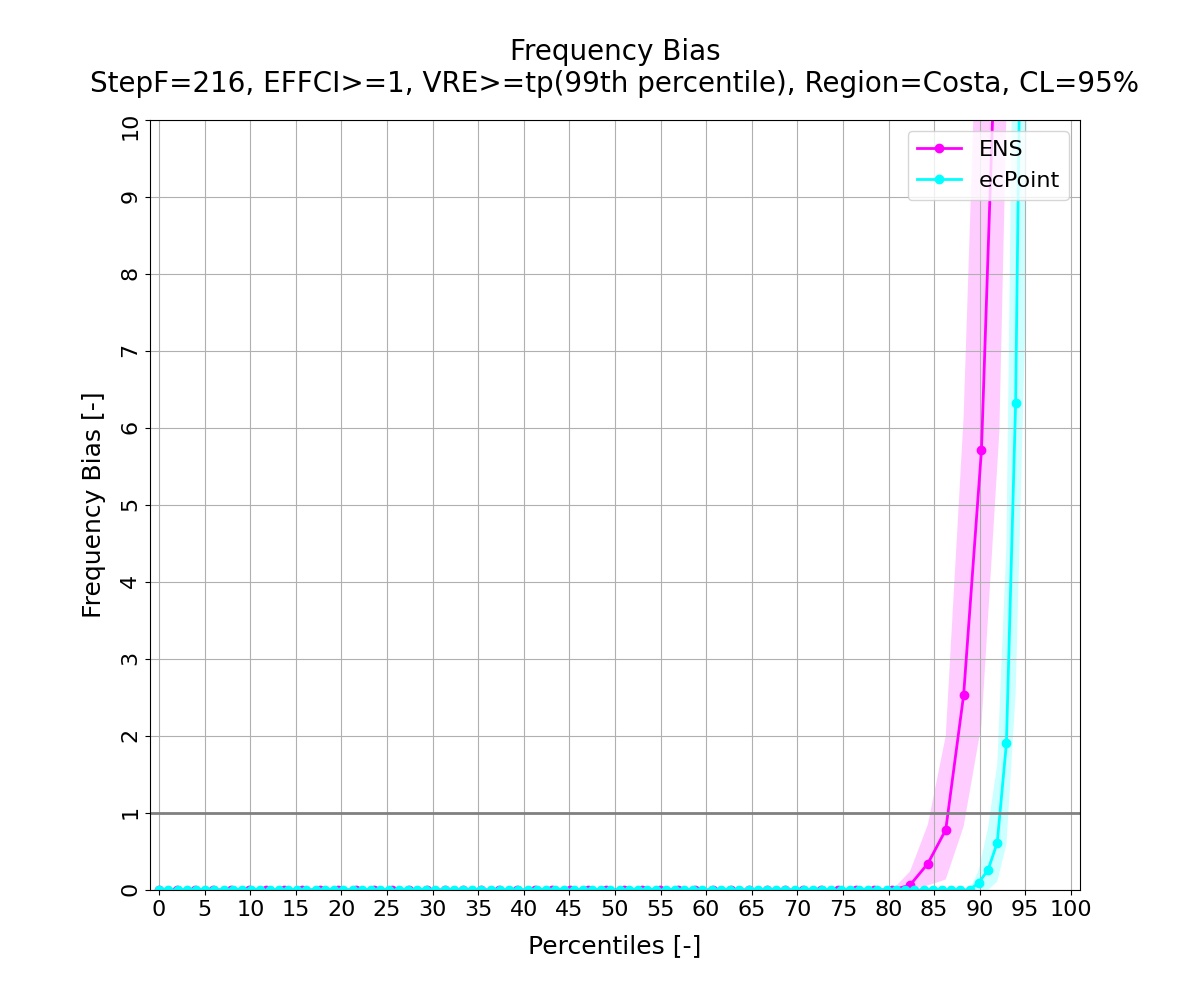 Frequency Bias
StepF=216, EFFCI>=1, VRE>=tp(99th percentile), Region=Costa, CL=95%
ENS
ecPoint
Frequency Bias [-]
10
9
8
7
6
5
4
3
2
1
0
0 5 10 15 20 25 30 35 40 45 50 55 60 65 70 75 80 85 90 95 100
Percentiles [-]